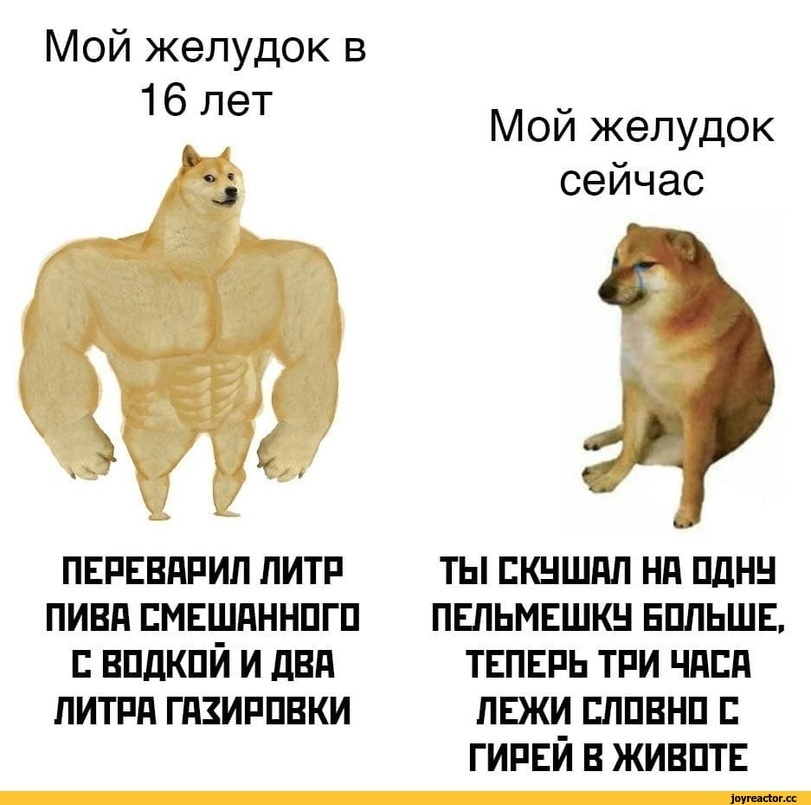 Мой желудок в
16 лет
Мой желудок
сейчас
ПЕРЕВАРИЛ ЛИТР
ПИВА СМЕШАННОГО
С ВОДКОЙ И ДВА
ЛИТРА ГАЗИРОВКИ
ТЫ СКУШАЛ НА ОДНУ
ПЕЛЬМЕШКУ БОЛЬШЕ,
ТЕПЕРЬ ТРИ ЧАСА
ЛЕЖИ СЛОВНО С
ГИРЕЙ В ЖИВОТЕ
joyreactor.cc